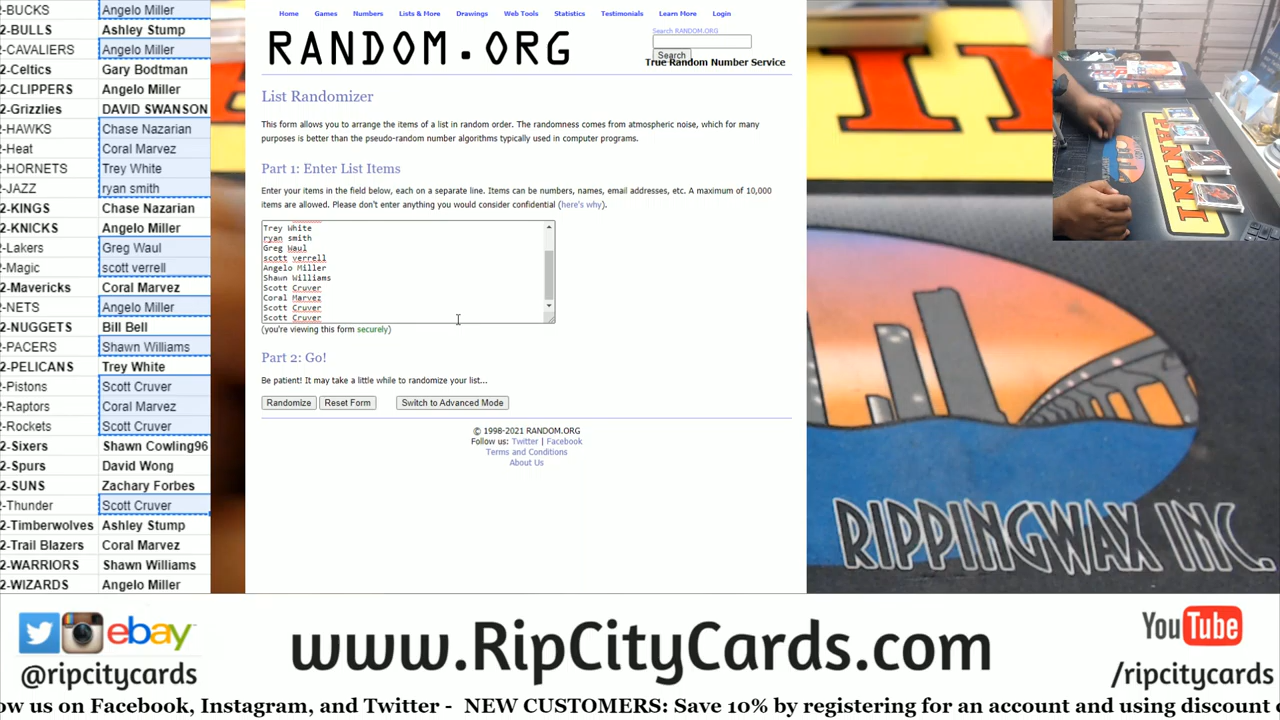 2-BUCKS Angelo Miller
2-BULLS Ashley Stump
2-CAVALIERS Angelo Miller
2-Celtics Gary Bodtman
2-CLIPPERS Angelo Miller
2-Grizzlies DAVID SWANSON
2-HAWKS Chase Nazarian
2-Heat Coral Marvez
2-HORNETS Trey White
2-JAZZ ryan smith
2-KINGS Chase Nazarian
2-KNICKS Angelo Miller
2-Lakers Greg Waul
2-Magic scott verrell
2-Mavericks Coral Marvez
2-NETS Angelo Miller
2-NUGGETS Bill Bell
2-PACERS Shawn Williams
2-PELICANS Trey White
2-Pistons Scott Cruver
2-Raptors Coral Marvez
2-Rockets Scott Cruver
2-Sixers Shawn Cowling96
2-Spurs David Wong
2-SUNS Zachary Forbes
2-Thunder Scott Cruver
2-Timberwolves Ashley Stump
2-Trail Blazers Coral Marvez
2-WARRIORS Shawn Williams
2-WIZARDS Angelo Miller
Home Games Numbers Lists & More Drawings Web Tools Statistics Testimonials Learn More Login
RANDOM.ORG
Search RANDOM.ORG
Search
True Random Number Service
List Randomizer
This form allows you to arrange the items of a list in random order. The randomness comes from atmospheric noise, which for many
purposes is better than the pseudo-random number algorithms typically used in computer programs.
Part 1: Enter List Items
Enter your items in the field below, each on a separate line. Items can be numbers, names, email addresses, etc. A maximum of 10,000
items are allowed. Please don't enter anything you would consider confidential (here's why).
Trey White
ryan smith
Greg Waul
scott verrell
Angelo Miller
Shawn Williams
Scott Cruver
Coral Marvez
Scott Cruver
Scott Cruver
(you're viewing this form securely)
Part 2: Go!
Be patient! It may take a little while to randomize your list...
Randomize Reset Form Switch to Advanced Mode
© 1998-2021 RANDOM.ORG
Follow us: Twitter | Facebook
Terms and Conditions
About Us
PANINI
RIPPINGWAX INC.
ebay
@ripcitycards
www.RipCityCards.com
YouTube
/ripcitycards
ow us on Facebook, Instagram, and Twitter - NEW CUSTOMERS: Save 10% by registering for an account and using discount